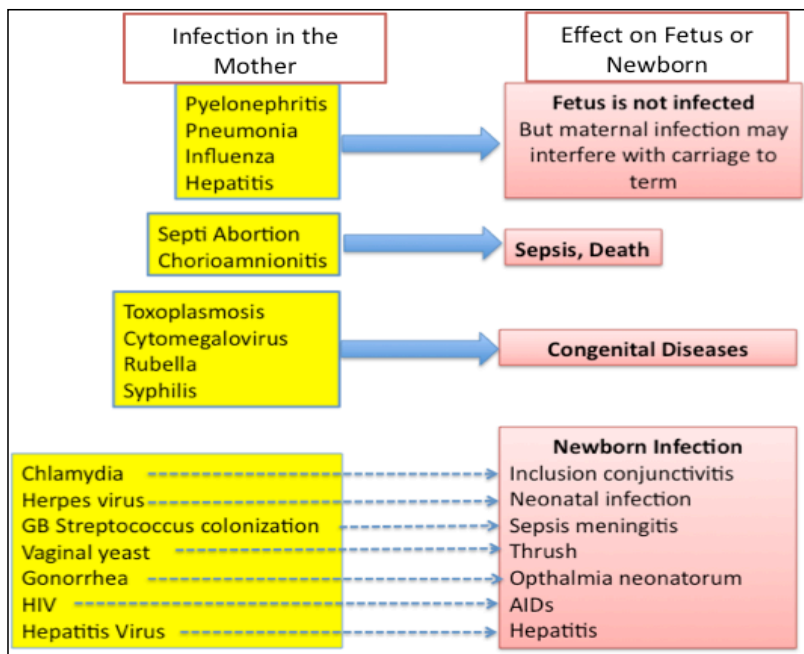 Infection in the
Mother
Effect on Fetus or
Newborn
Pyelonephritis
Pneumonia
Influenza
Hepatitis
Fetus is not infected
But maternal infection may
interfere with carriage to
term
Septi Abortion
Chorioamnionitis
Sepsis, Death
Toxoplasmosis
Cytomegalovirus
Rubella
Syphilis
Congenital Diseases
Newborn Infection
Chlamydia
Inclusion conjunctivitis
Herpes virus
Neonatal infection
GB Streptococcus colonization
Sepsis meningitis
Vaginal yeast
Thrush
Gonorrhea
Opthalmia neonatorum
HIV
AIDs
Hepatitis Virus
Hepatitis